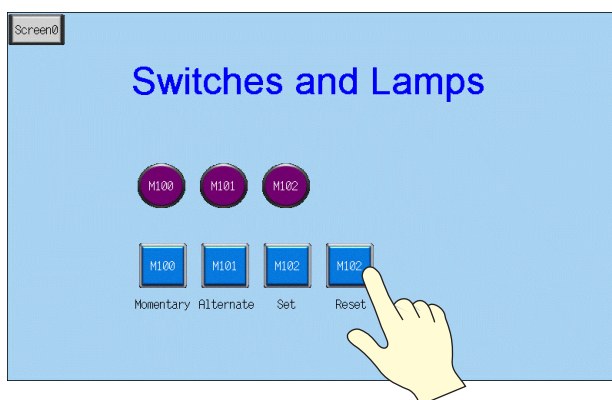 Screen0
Switches and Lamps
M100 M101 M102
M100 M101 M102 M102
Momentary Alternate Set Reset